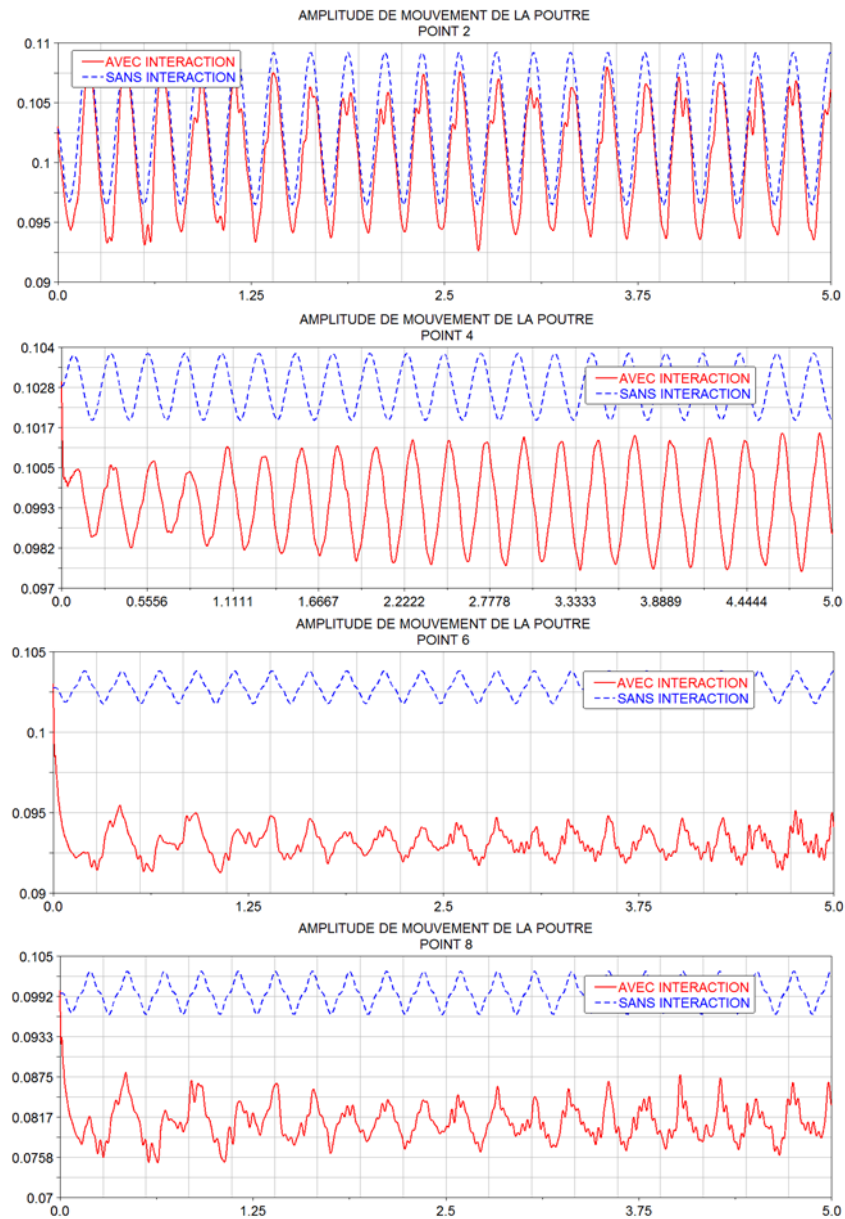 AMPLITUDE DE MOUVEMENT DE LA POUTRE
POINT 2
0.11
0.105
0.1
0.095
0.09
AVEC INTERACTION
SANS INTERACTION
0.0 1.25 2.5 3.75 5.0
AMPLITUDE DE MOUVEMENT DE LA POUTRE
POINT 4
0.104
0.1028
0.1017
0.1005
0.0993
0.0982
0.097
AVEC INTERACTION
SANS INTERACTION
0.0 0.5556 1.1111 1.6667 2.2222 2.7778 3.3333 3.8889 4.4444 5.0
AMPLITUDE DE MOUVEMENT DE LA POUTRE
POINT 6
0.105
0.1
0.095
0.09
AVEC INTERACTION
SANS INTERACTION
0.0 1.25 2.5 3.75 5.0
AMPLITUDE DE MOUVEMENT DE LA POUTRE
POINT 8
0.105
0.0992
0.0933
0.0875
0.0817
0.0758
0.07
AVEC INTERACTION
SANS INTERACTION
0.0 1.25 2.5 3.75 5.0